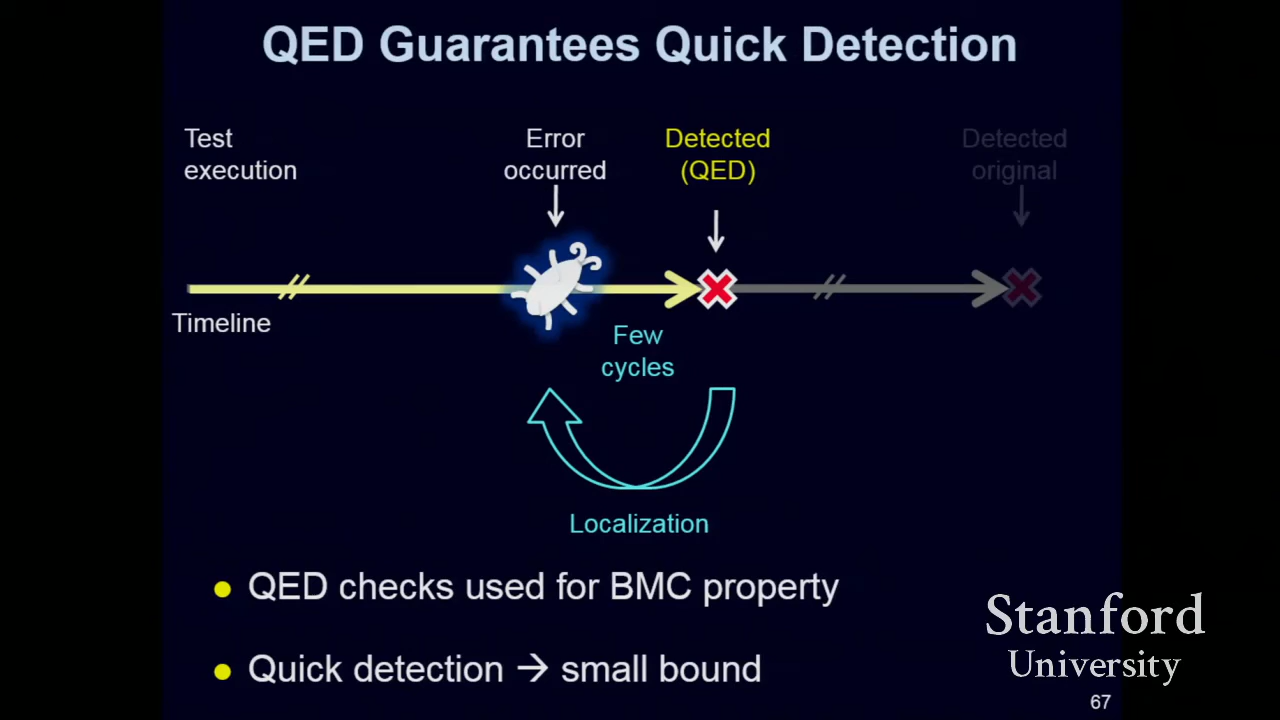 QED Guarantees Quick Detection
Test
execution
Error
occurred
Detected
(QED)
Detected
original
Timeline
Few
cycles
Localization
QED checks used for BMC property
Quick detection → small bound
Stanford
University
67